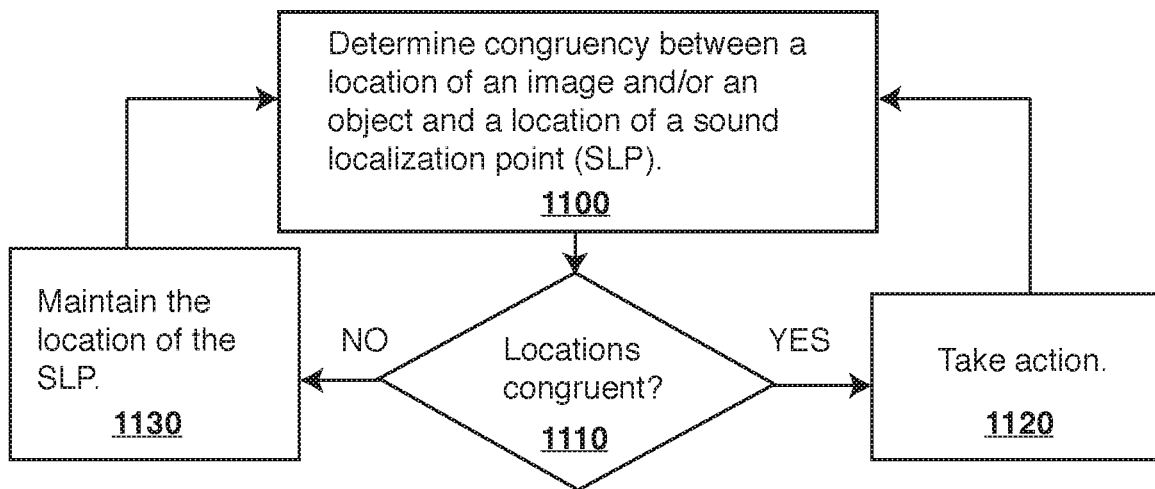 Determine congruency between a
location of an image and/or an
object and a location of a sound
localization point (SLP).
1100
Maintain the
location of the
SLP.
1130
NO
Locations
congruent?
1110
YES
Take action.
1120